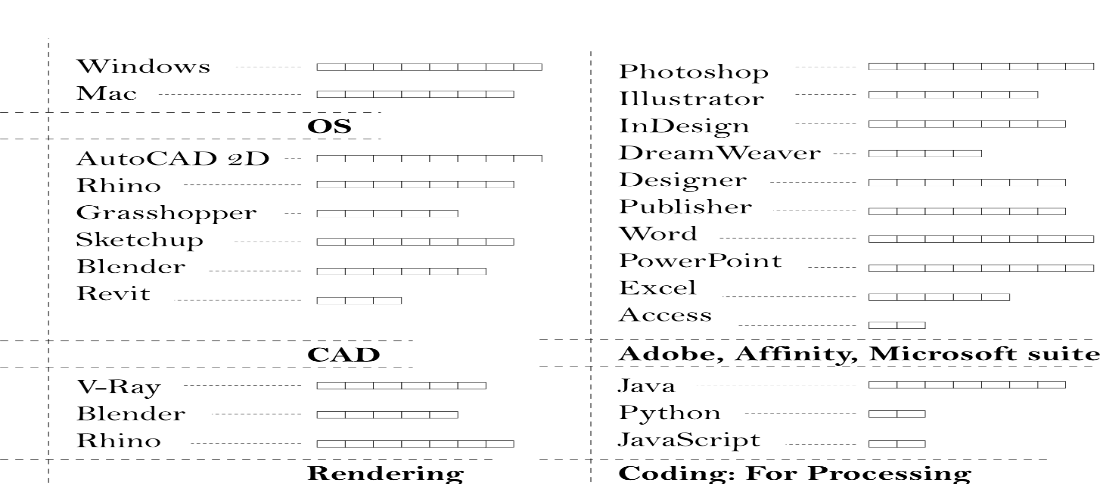 Windows
Mac
OS
AutoCAD 2D
Rhino
Grasshopper
Sketchup
Blender
Revit
CAD
V-Ray
Blender
Rhino
Rendering
Photoshop
Illustrator
InDesign
DreamWeaver
Designer
Publisher
Word
PowerPoint
Excel
Access
Adobe, Affinity, Microsoft suite
Java
Python
JavaScript
Coding: For Processing